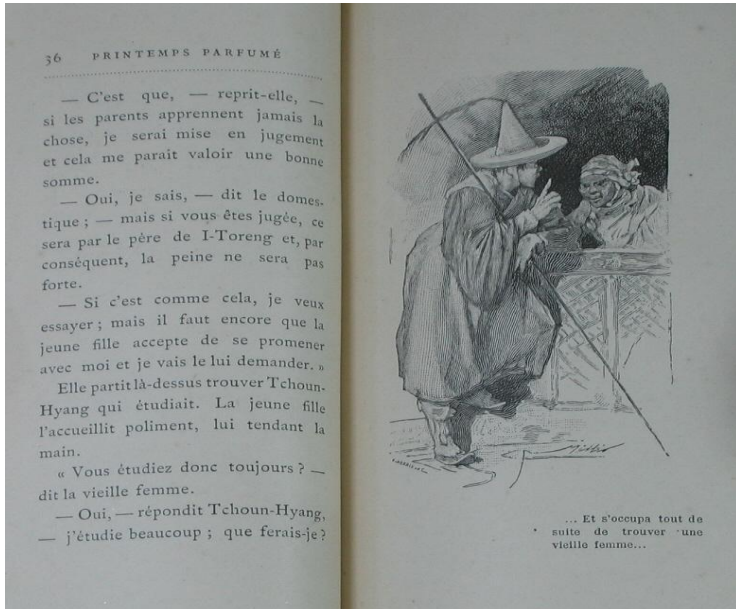 36 PRINTEMPS PARFUMÉ
— C'est que, — reprit-elle, —
si les parents apprennent jamais la
chose, je serai mise en jugement
et cela me parait valoir une bonne
somme.
— Oui, je sais, — dit le domes-
tique ; — mais si vous êtes jugée, ce
sera par le père de I-Toreng et, par
conséquent, la peine ne sera pas
forte.
— Si c'est comme cela, je veux
essayer ; mais il faut encore que la
jeune fille accepte de se promener
avec moi et je vais le lui demander. »
Elle partit là-dessus trouver Tchoun-
Hyang qui étudiait. La jeune fille
l'accueillit poliment, lui tendant la
main.
« Vous étudiez donc toujours ? —
dit la vieille femme.
— Oui, — répondit Tchoun-Hyang,
— j'étudie beaucoup ; que ferais-je ?
... Et s'occupa tout de
suite de trouver une
vieille femme...